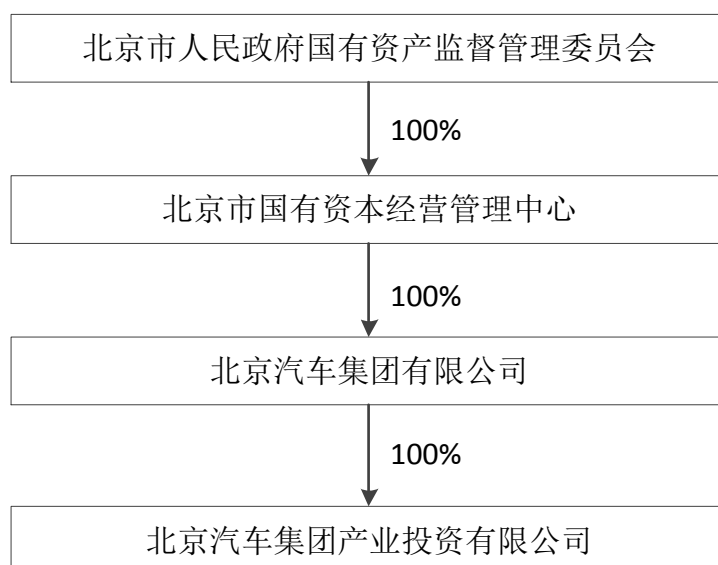 北京市人民政府国有资产监督管理委员会
100%
北京市国有资本经营管理中心
100%
北京汽车集团有限公司
100%
北京汽车集团产业投资有限公司